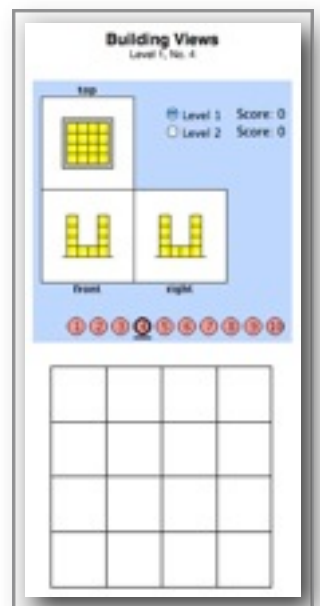 Building Views
Level 1, No. 4
top
Level 1 Score: 0
Level 2 Score: 0
front right
1 2 3 4 5 6 7 8 9 10